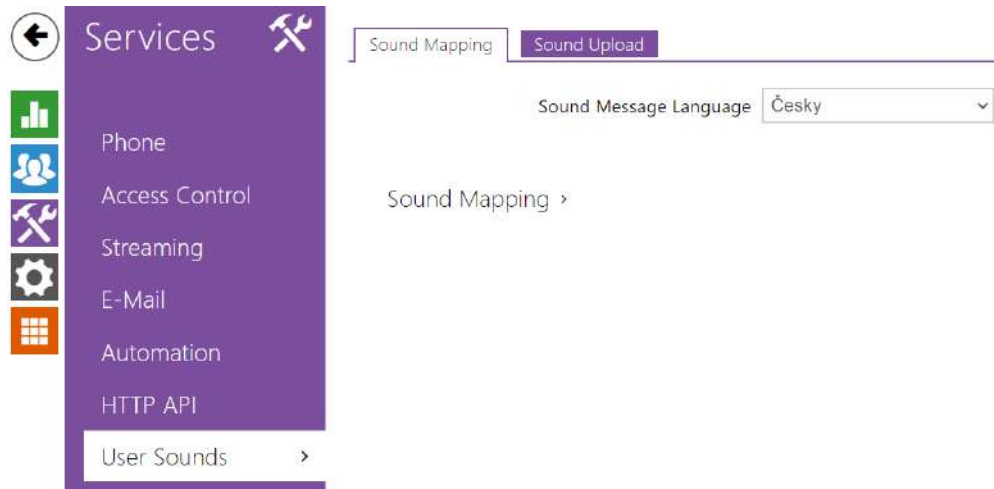 Services
Phone
Access Control
Streaming
E-Mail
Automation
HTTP API
User Sounds
Sound Mapping
Sound Upload
Sound Message Language
Česky
Sound Mapping